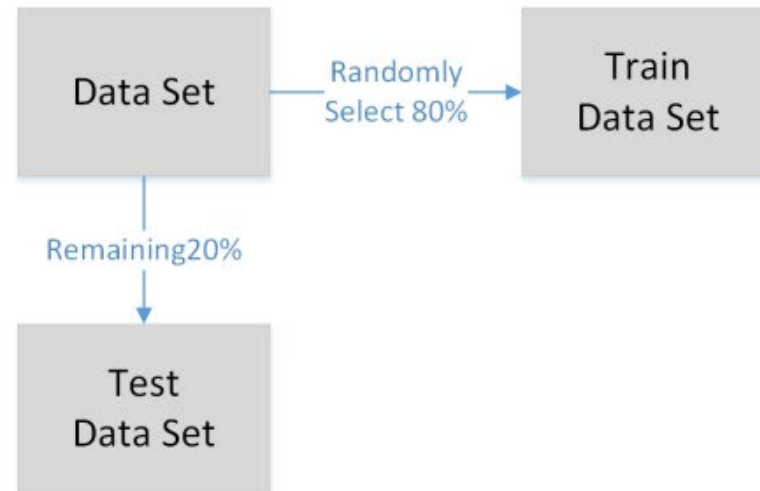 Data Set
Randomly
Select 80%
Train
Data Set
Remaining20%
Test
Data Set